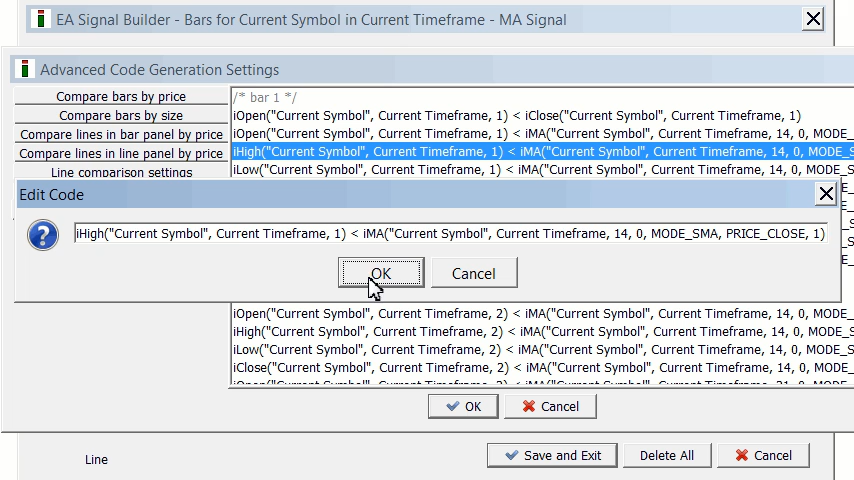 EA Signal Builder - Bars for Current Symbol in Current Timeframe - MA Signal
Advanced Code Generation Settings
Compare bars by price
Compare bars by size
Compare lines in bar panel by price
Compare lines in line panel by price
Line comparison settings
/* bar 1 */
iOpen("Current Symbol", Current Timeframe, 1) < iClose("Current Symbol", Current Timeframe, 1)
iOpen("Current Symbol", Current Timeframe, 1) < iMA("Current Symbol", Current Timeframe, 14, 0, MODE_
iHigh("Current Symbol", Current Timeframe, 1) < iMA("Current Symbol", Current Timeframe, 14, 0, MODE_S
iLow("Current Symbol", Current Timeframe, 1) < iMA("Current Symbol", Current Timeframe, 14, 0, MODE_S
Edit Code
iHigh("Current Symbol", Current Timeframe, 1) < iMA("Current Symbol", Current Timeframe, 14, 0, MODE_SMA, PRICE_CLOSE, 1)
OK Cancel
iOpen("Current Symbol", Current Timeframe, 2) < iMA("Current Symbol", Current Timeframe, 14, 0, MODE_
iHigh("Current Symbol", Current Timeframe, 2) < iMA("Current Symbol", Current Timeframe, 14, 0, MODE_S
iLow("Current Symbol", Current Timeframe, 2) < iMA("Current Symbol", Current Timeframe, 14, 0, MODE_SM
iClose("Current Symbol", Current Timeframe, 2) < iMA("Current Symbol", Current Timeframe, 14, 0, MODE_S
OK Cancel
Line
Save and Exit Delete All Cancel